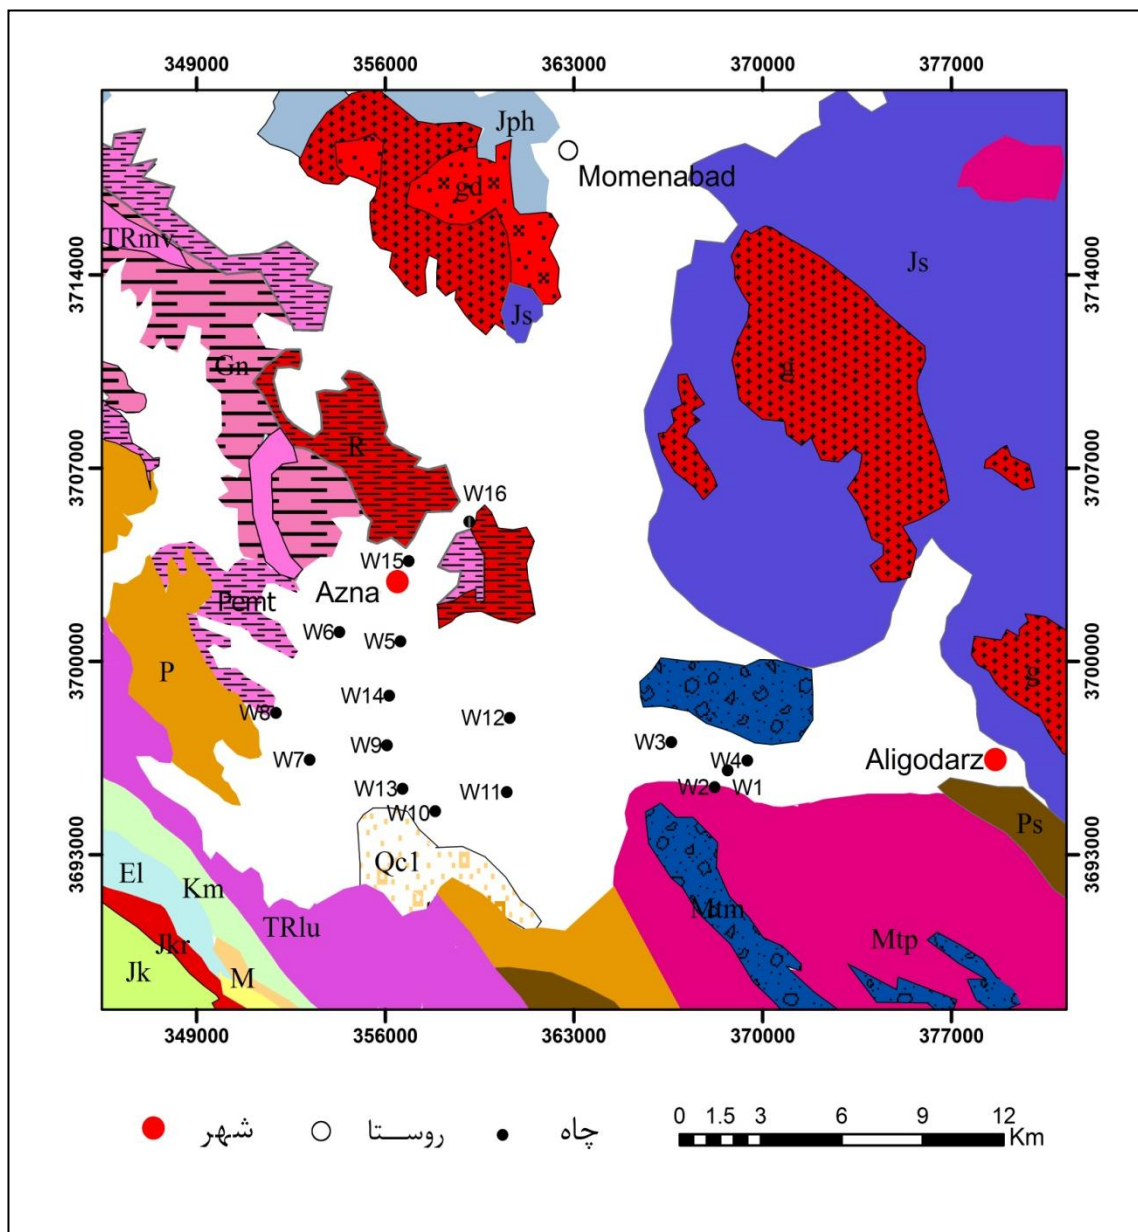 349000 356000 363000 370000 377000
Jph
Momenabad
gd
TRmv
Js
3714000 3714000
Js
Gn
g
R
3707000 3707000
W16
W15
Azna
Pemt
W6 W5
P
3700000 3700000
g
W14
W8 W12
W3
W9
W7 W4 Aligodarz
W13 W11 W2 W1
W10
Ps
3693000 3693000
Qc1
El
Km
Mtm
TRlu
Mtp
Jkr
Jk M
349000 356000 363000 370000 377000
شهر روستا چاه
0 1.5 3 6 9 12
Km